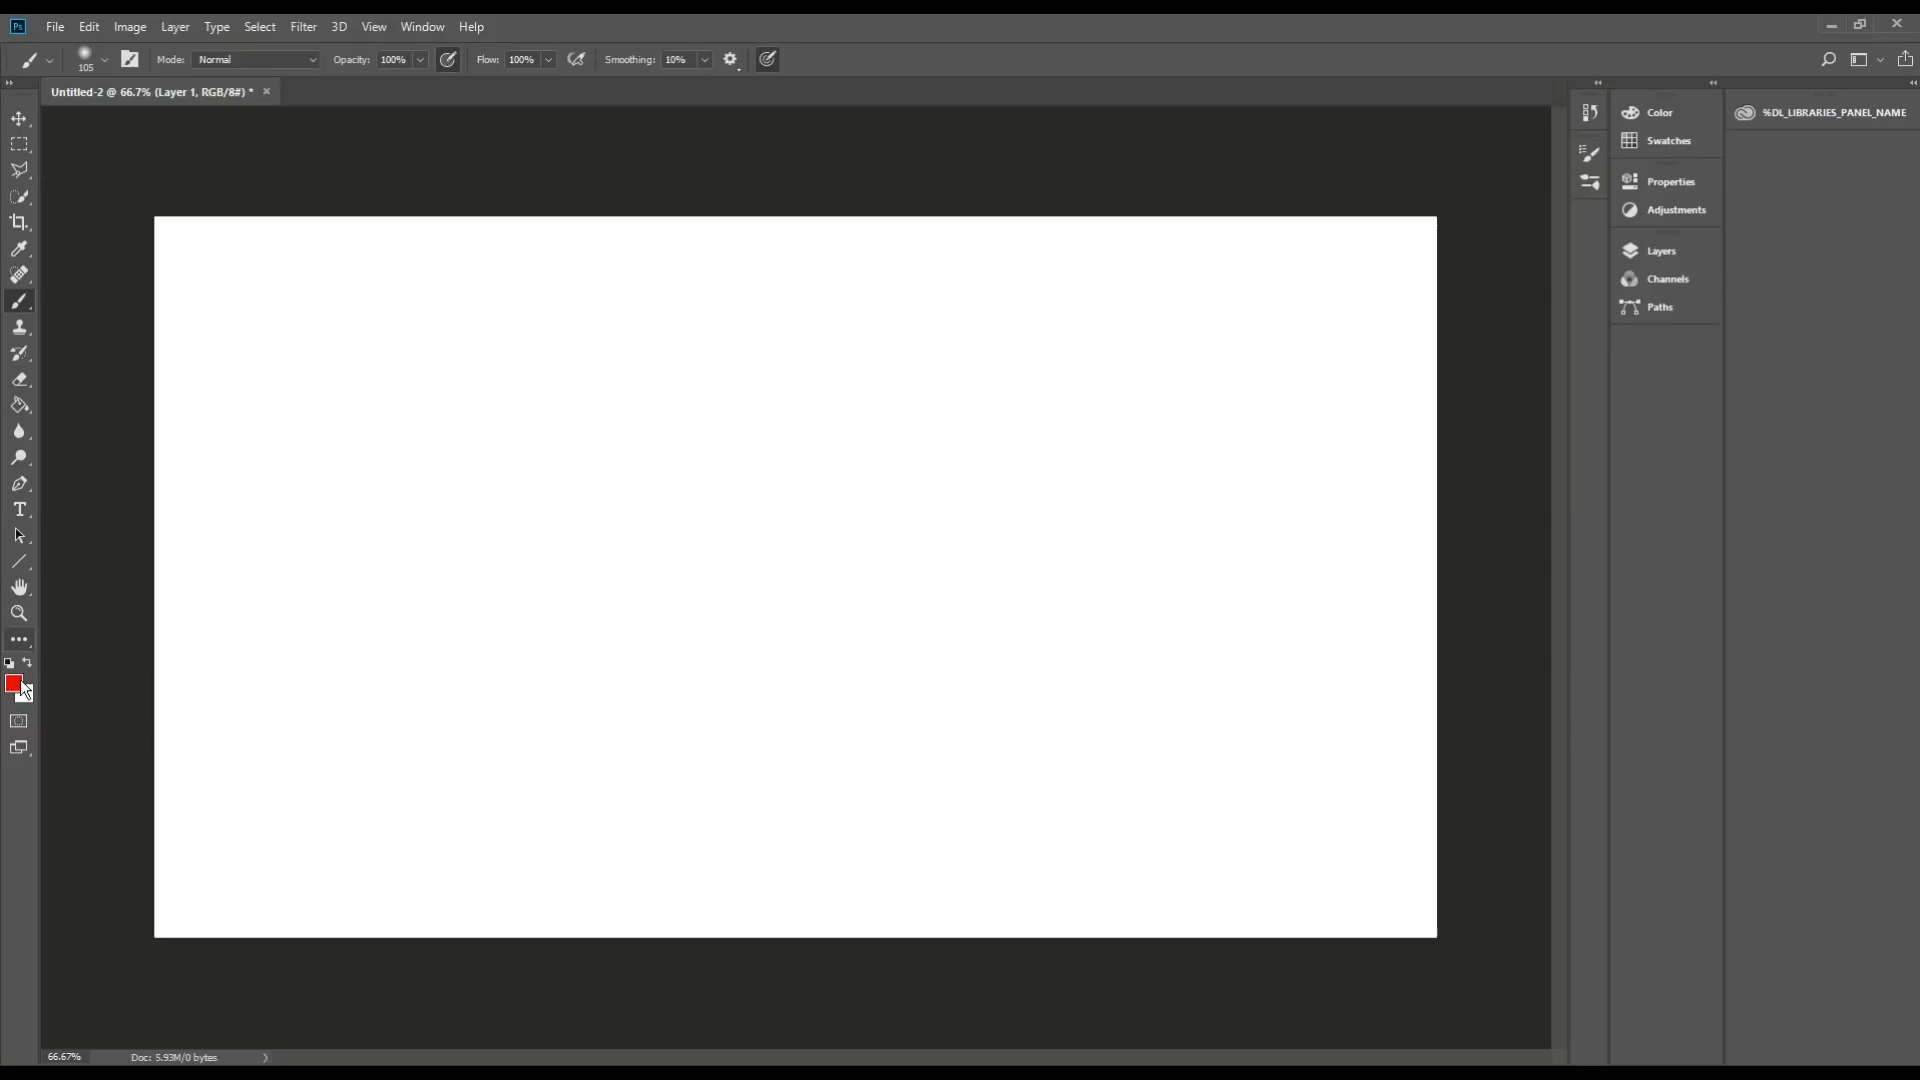 Ps File Edit Image Layer Type Select Filter 3D View Window Help
105 Mode: Normal Opacity: 100% Flow: 100% Smoothing: 10%
Untitled-2 @ 66.7% (Layer 1, RGB/8#) *
Color
Swatches
Properties
Adjustments
Layers
Channels
Paths
%DL_LIBRARIES_PANEL_NAME
T
66.67% Doc: 5.93M/0 bytes